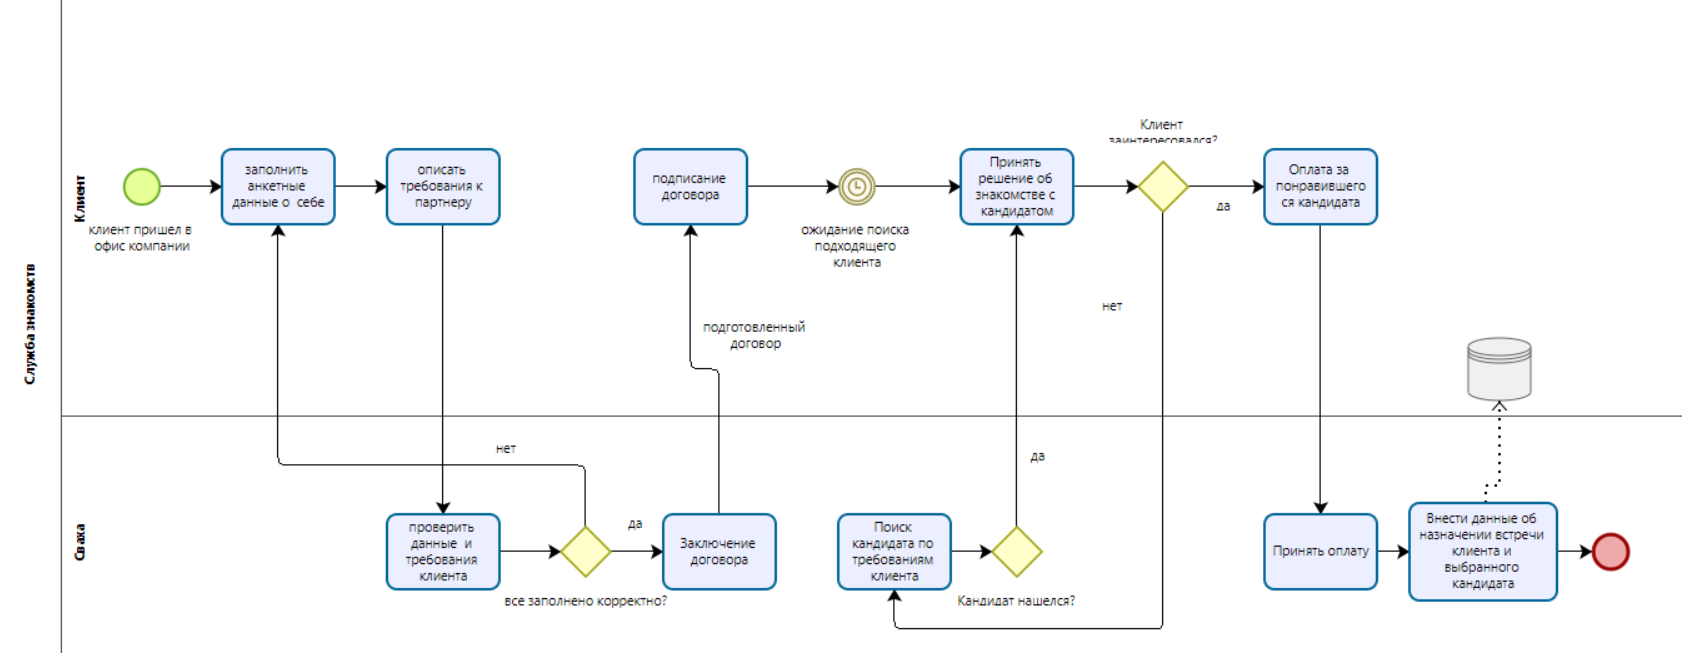 Служба знакомств
Клиент
клиент пришел в
офис компании
заполнить
анкетные
данные о себе
описать
требования к
партнеру
подписание
договора
ожидание поиска
подходящего
клиента
Принять
решение об
знакомстве с
кандидатом
Клиент
заинтересовался?
да
нет
Оплата за
понравившего
ся кандидата
подготовленный
договор
Сваха
нет
проверить
данные и
требования
клиента
все заполнено корректно?
да
Заключение
договора
Поиск
кандидата по
требованиям
клиента
Кандидат нашелся?
да
Принять оплату
Внести данные об
назначении встречи
клиента и
выбранного
кандидата